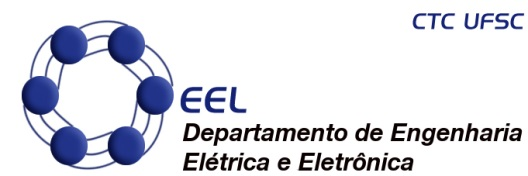 CTC UFSC
EEL
Departamento de Engenharia
Elétrica e Eletrônica